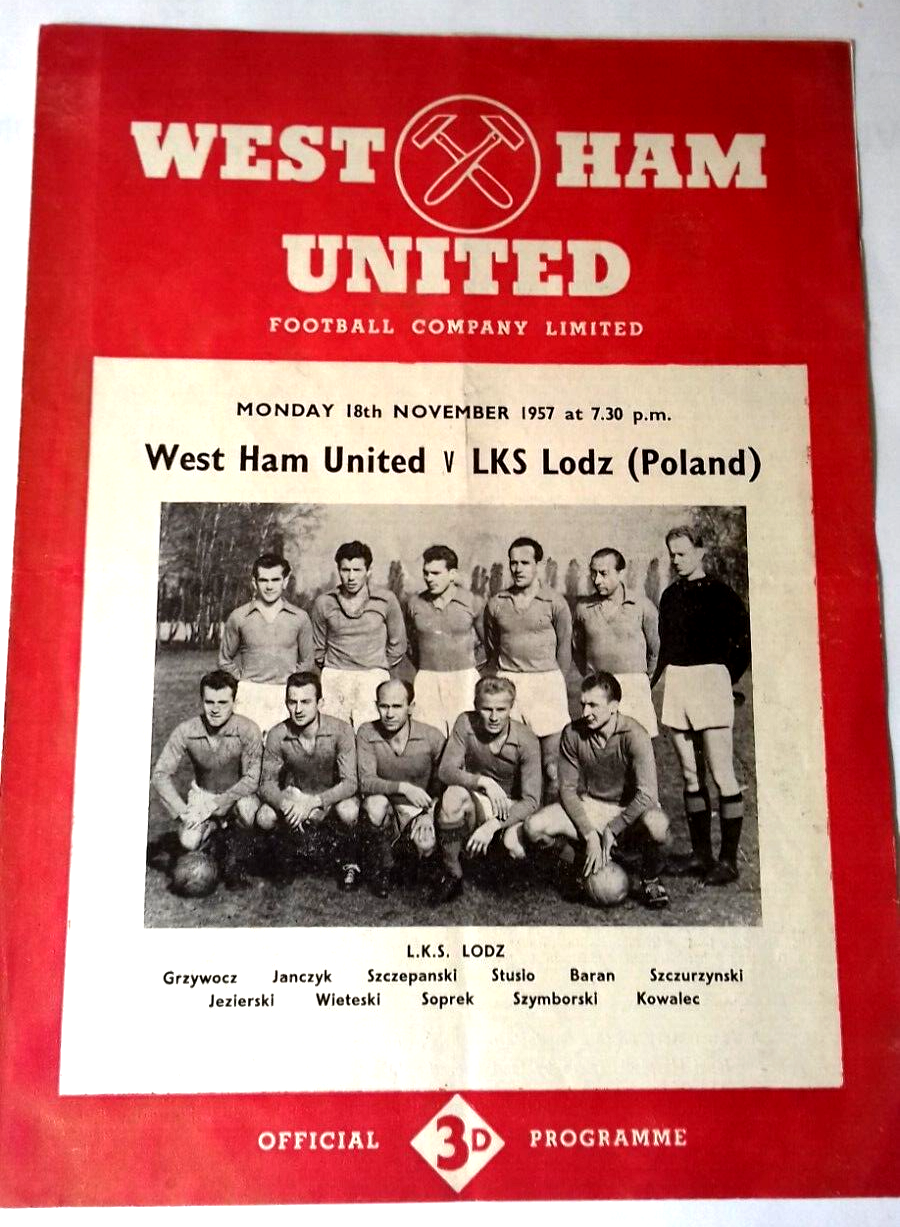 WEST HAM
UNITED
FOOTBALL COMPANY LIMITED
MONDAY 18th NOVEMBER 1957 at 7.30 p.m.
West Ham United v LKS Lodz (Poland)
L.K.S. LODZ
Grzywocz Janczyk Szczepanski Stuslo Baran Szczurzynski
Jezierski Wieteski Soprek Szymborski Kowalec
OFFICIAL 3D PROGRAMME